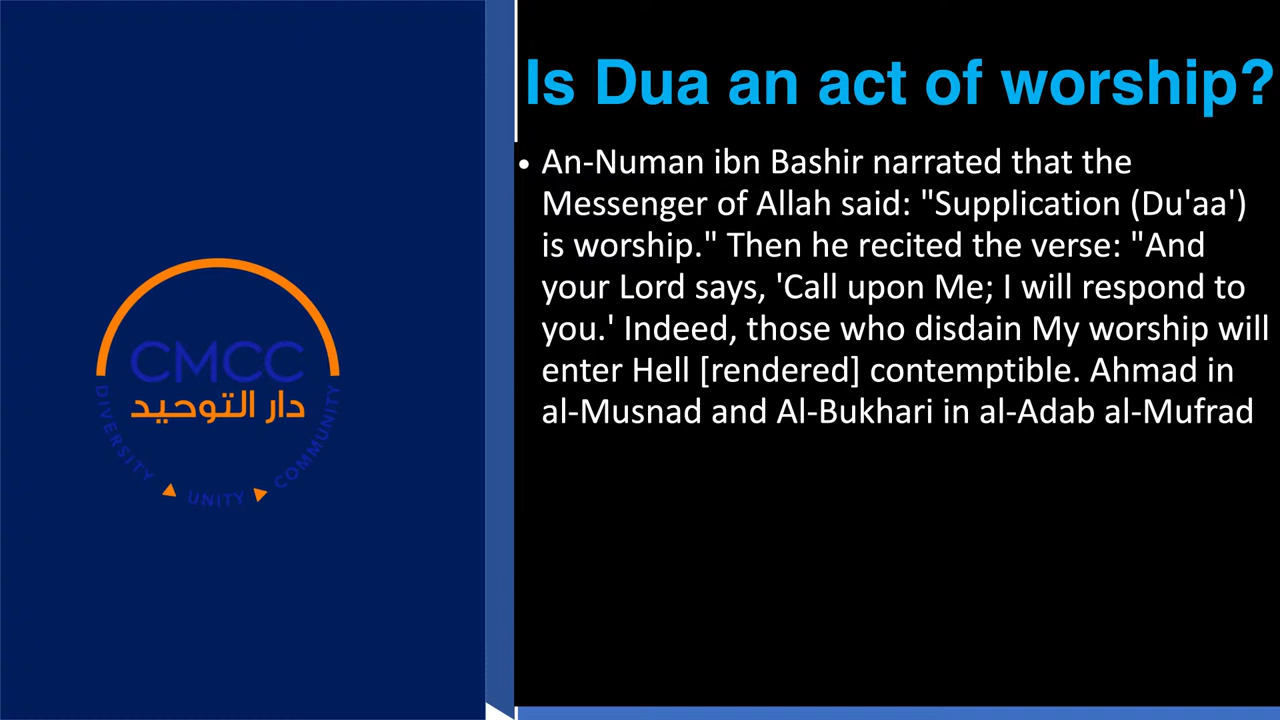 Is Dua an act of worship?
• An-Numan ibn Bashir narrated that the
Messenger of Allah said: "Supplication (Du'aa')
is worship." Then he recited the verse: "And
your Lord says, 'Call upon Me; I will respond to
you.' Indeed, those who disdain My worship will
enter Hell [rendered] contemptible. Ahmad in
al-Musnad and Al-Bukhari in al-Adab al-Mufrad
CMCC
دار التوحيد
DIVERSITY UNITY COMMUNITY